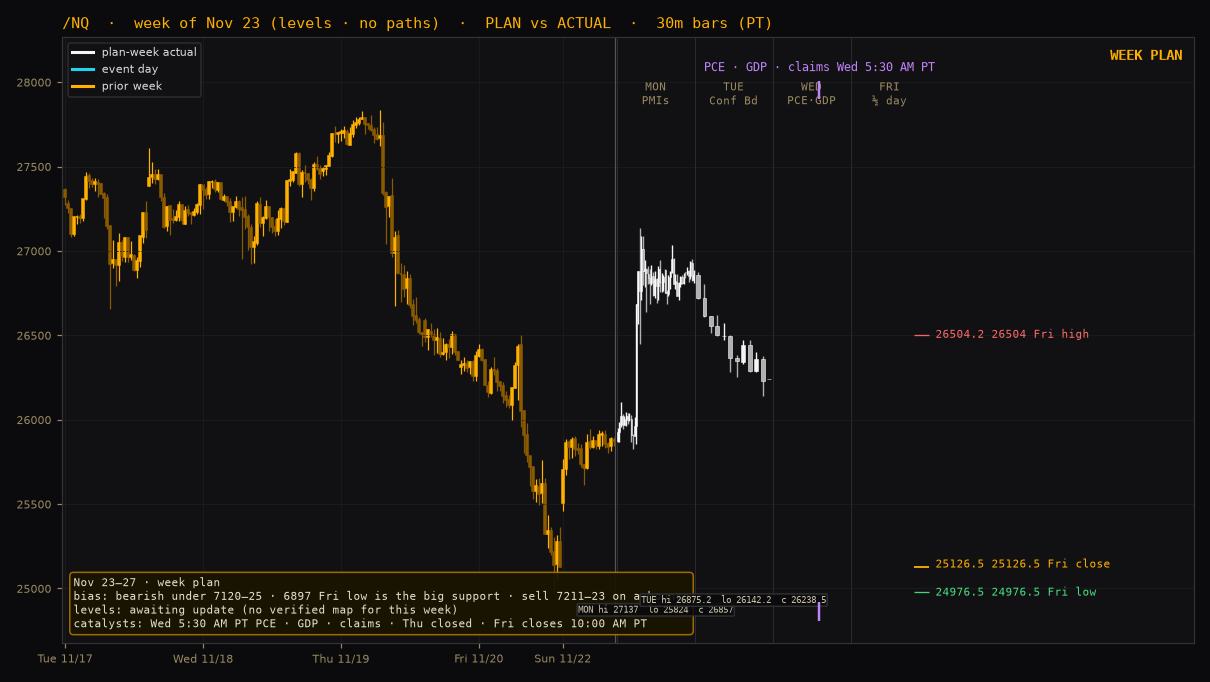 /NQ · week of Nov 23 (levels · no paths) · PLAN vs ACTUAL · 30m bars (PT)
plan-week actual
event day
prior week
WEEK PLAN
PCE · GDP · claims Wed 5:30 AM PT
MON
PMIs
TUE
Conf Bd
WED
PCE·GDP
FRI
½ day
28000
27500
27000
26500
26000
25500
25000
26504.2 26504 Fri high
25126.5 25126.5 Fri close
24976.5 24976.5 Fri low
Nov 23–27 · week plan
bias: bearish under 7120–25 · 6897 Fri low is the big support · sell 7211–23 on a
TUE hi 26875.2 lo 26142.2 c 26238.5
levels: awaiting update (no verified map for this week)
MON hi 27137 lo 25824 c 26857
catalysts: Wed 5:30 AM PT PCE · GDP · claims · Thu closed · Fri closes 10:00 AM PT
Tue 11/17
Wed 11/18
Thu 11/19
Fri 11/20
Sun 11/22